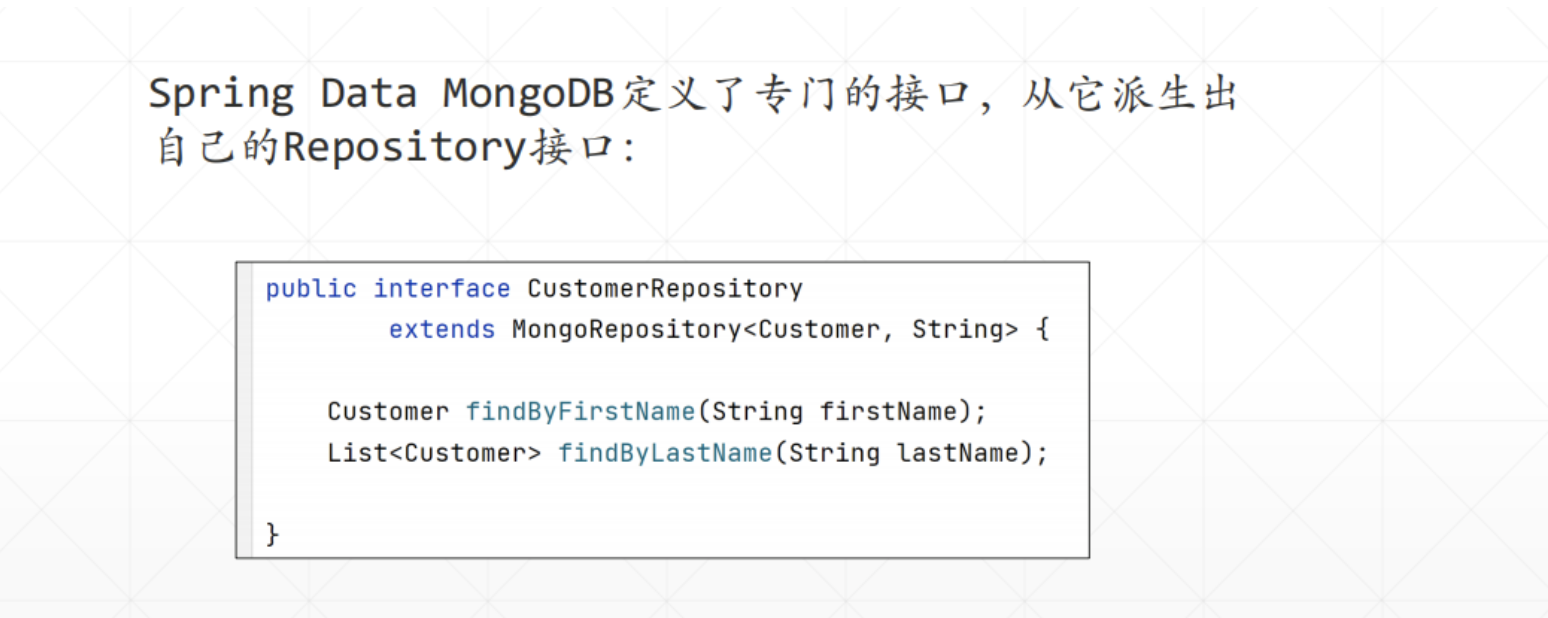 Spring Data MongoDB定义了专门的接口，从它派生出
自己的Repository接口：
public interface CustomerRepository
extends MongoRepository<Customer, String> {
Customer findByFirstName(String firstName);
List<Customer> findByLastName(String lastName);
}